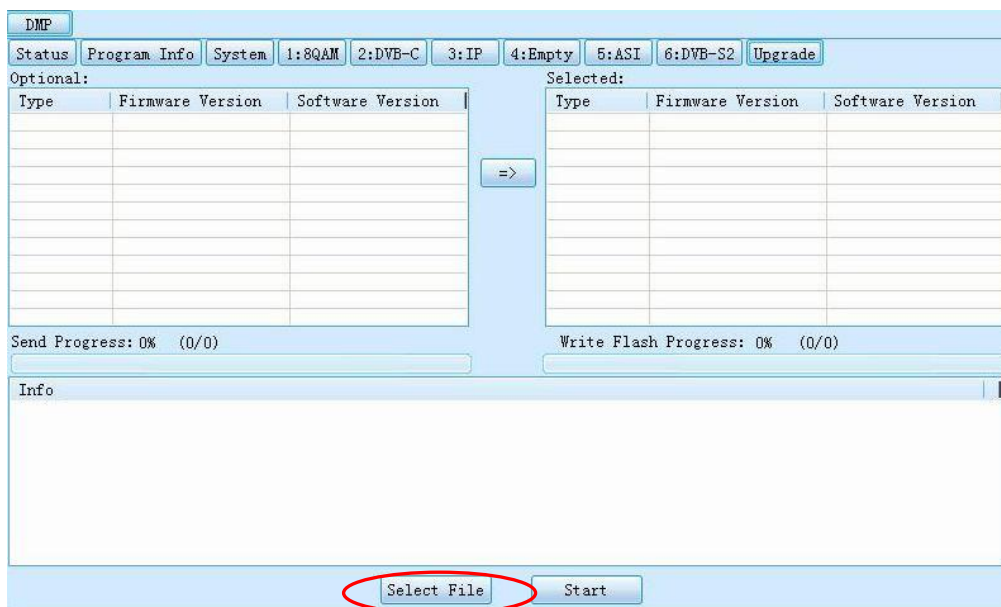 DMP
Status Program Info System 1:8QAM 2:DVB-C 3:IP 4:Empty 5:ASI 6:DVB-S2 Upgrade
Optional: Selected:
Type Firmware Version Software Version Type Firmware Version Software Version
=>
Send Progress: 0% (0/0) Write Flash Progress: 0% (0/0)
Info
Select File Start